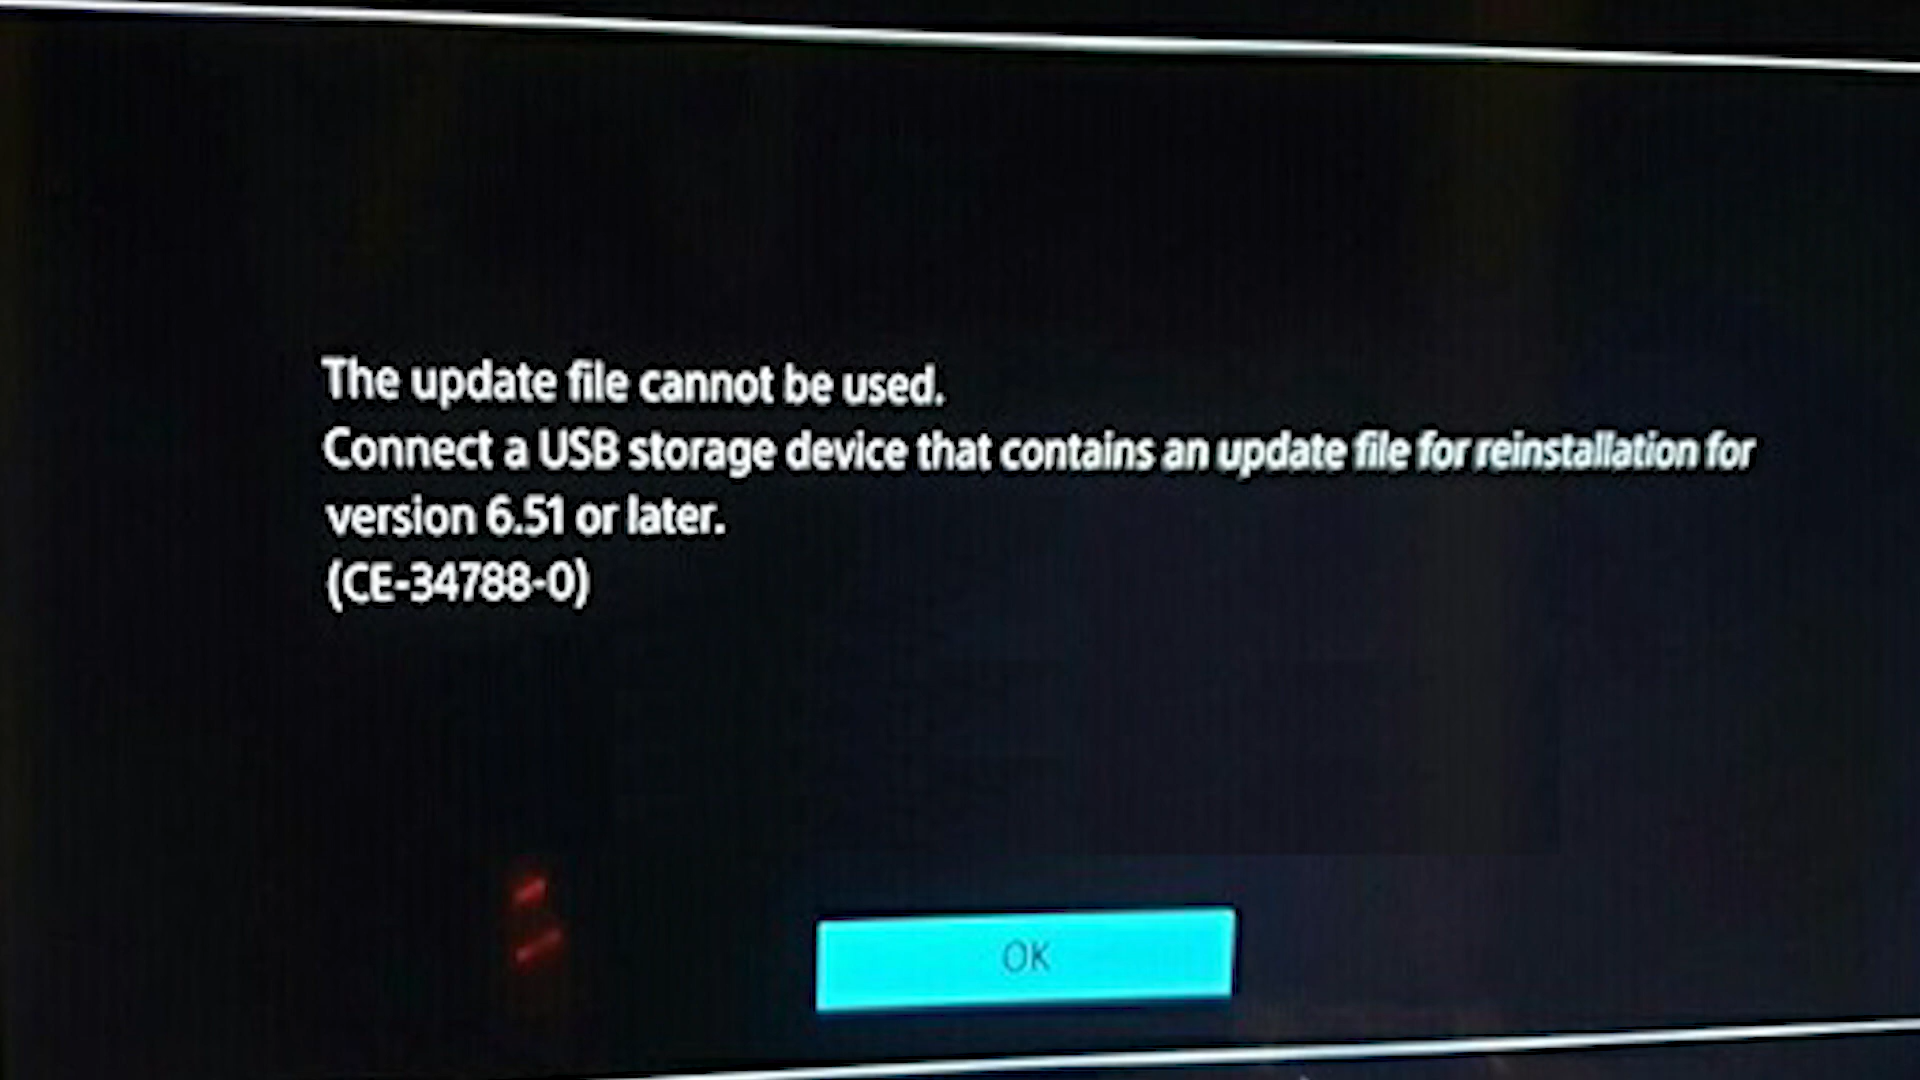 The update file cannot be used.
Connect a USB storage device that contains an update file for reinstallation for
version 6.51 or later.
(CE-34788-0)
OK